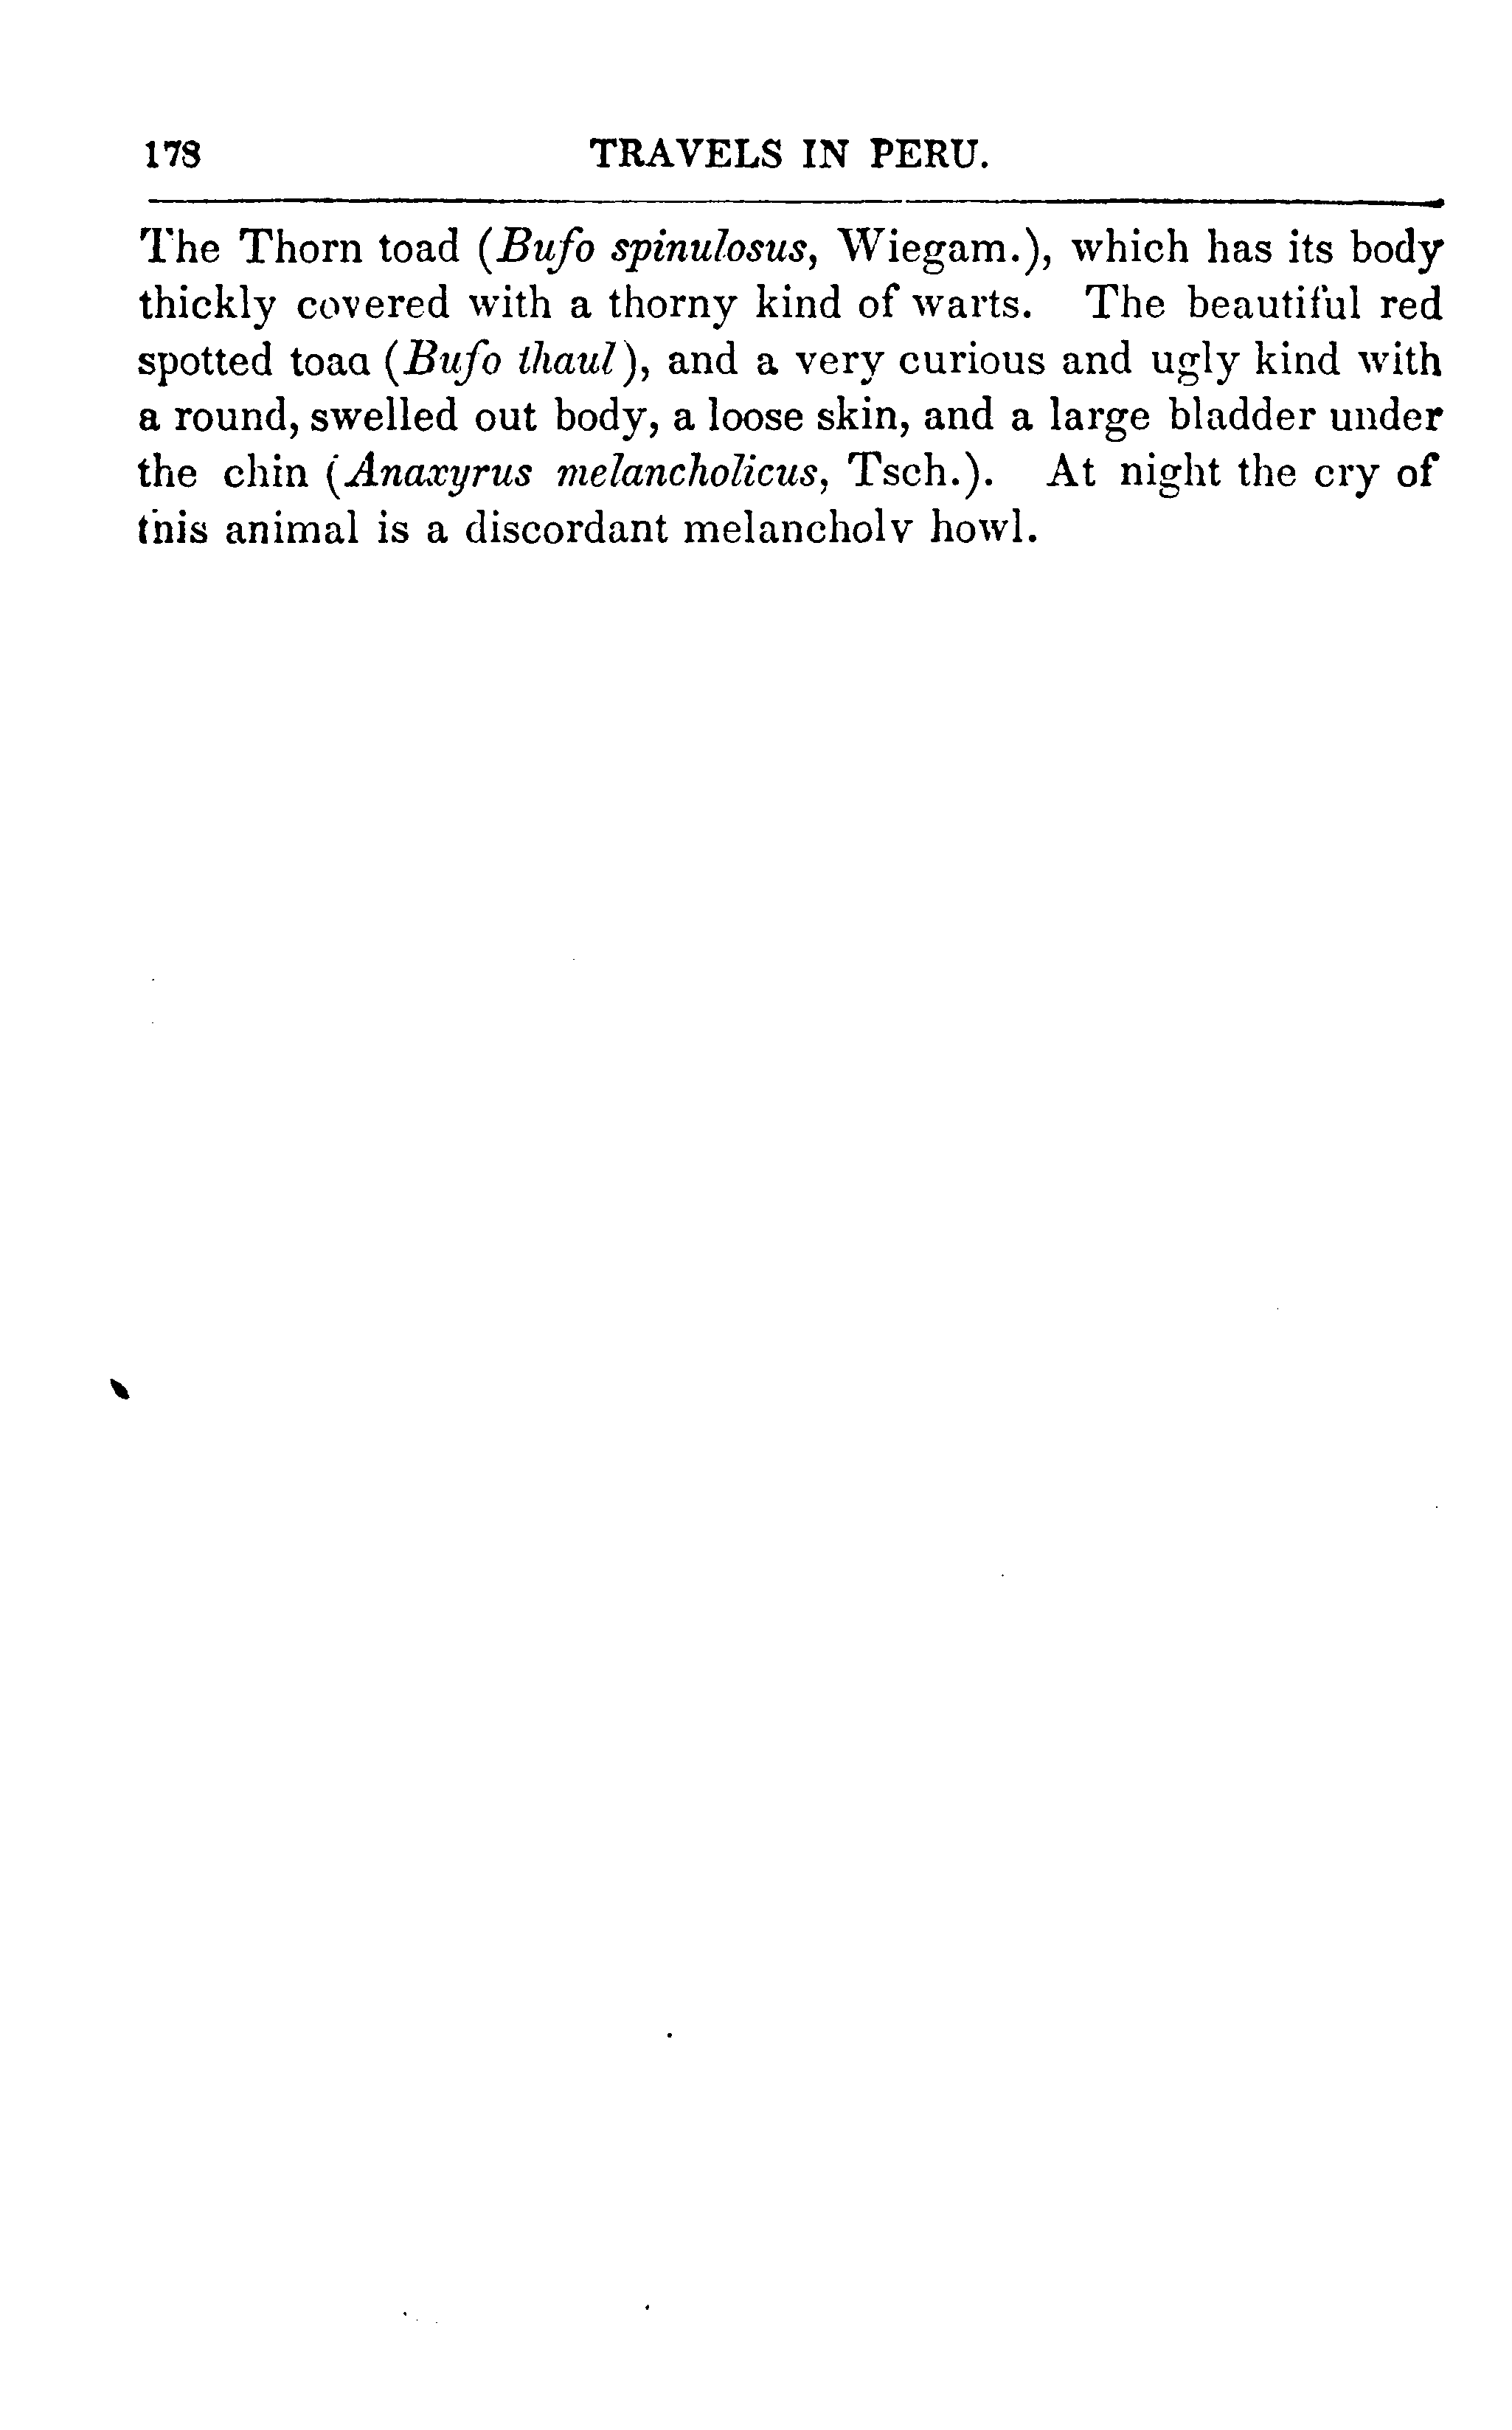 178 TRAVELS IN PERU.
The Thorn toad (Bufo spinulosus, Wiegam.), which has its body
thickly covered with a thorny kind of warts. The beautiful red
spotted toad (Bufo thaul), and a very curious and ugly kind with
a round, swelled out body, a loose skin, and a large bladder under
the chin (Anaxyrus melancholicus, Tsch.). At night the cry of
this animal is a discordant melancholy howl.